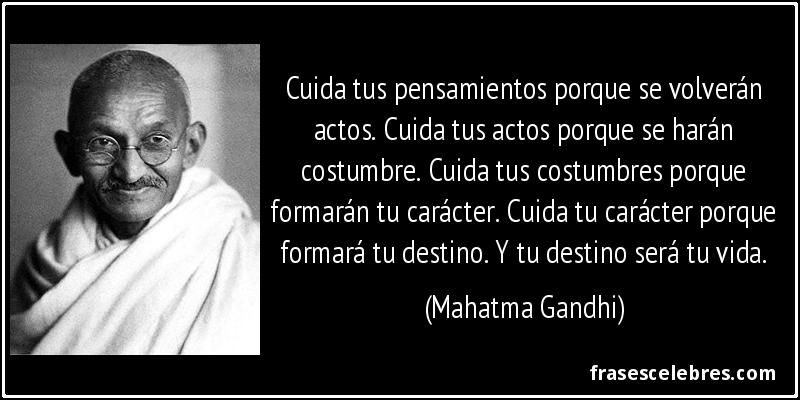 Cuida tus pensamientos porque se volverán
actos. Cuida tus actos porque se harán
costumbre. Cuida tus costumbres porque
formarán tu carácter. Cuida tu carácter porque
formará tu destino. Y tu destino será tu vida.
(Mahatma Gandhi)
frasescelebres.com